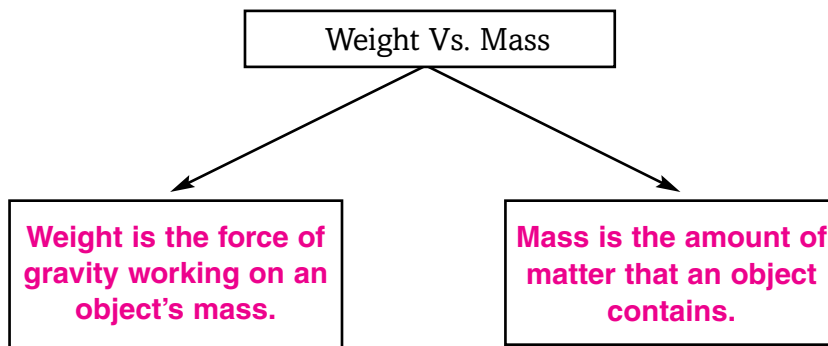 Weight Vs. Mass
Weight is the force of
gravity working on an
object’s mass.
Mass is the amount of
matter that an object
contains.